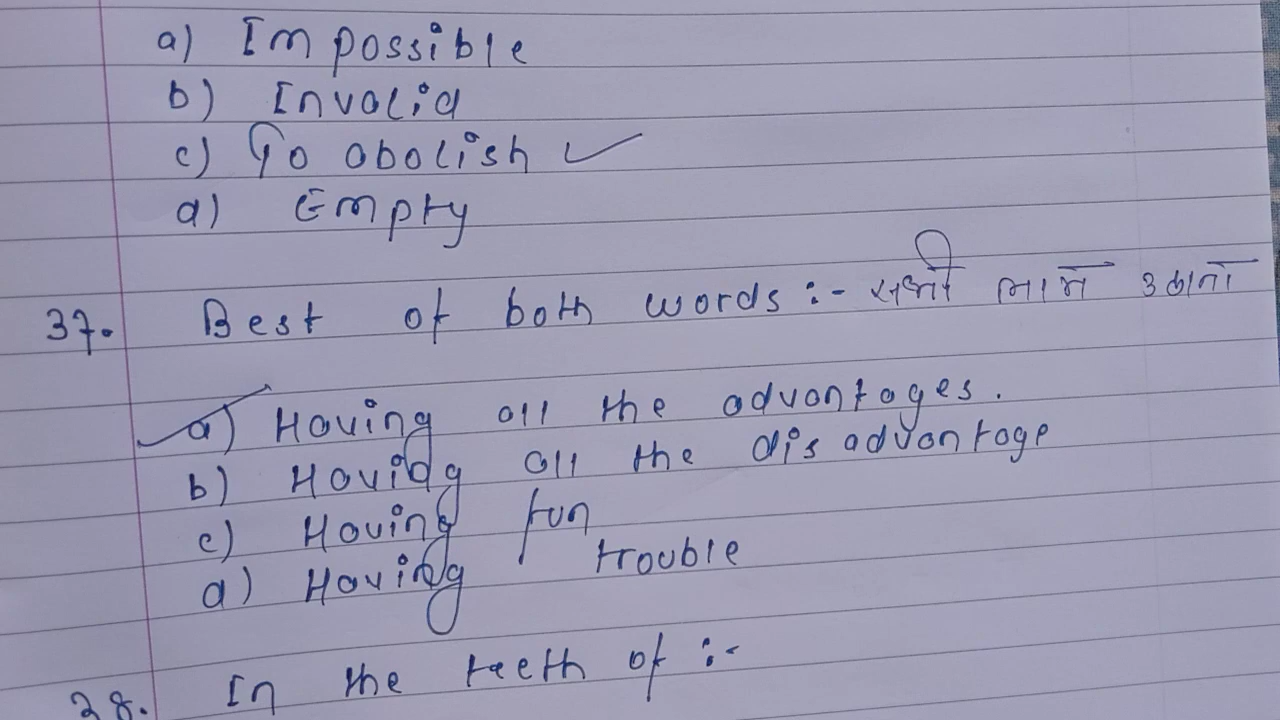 a) Impossible
b) Invalid
c) To abolish ✓
d) Empty
37. Best of both words :- सभी लाभ उठाना
a) Having all the advantages.
b) Having all the disadvantage
c) Having fun
d) Having trouble
38. In the teeth of :-